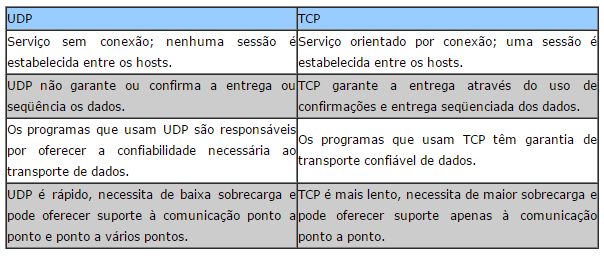 UDP
TCP
Serviço sem conexão; nenhuma sessão é
estabelecida entre os hosts.
Serviço orientado por conexão; uma sessão é
estabelecida entre os hosts.
UDP não garante ou confirma a entrega ou
seqüência os dados.
TCP garante a entrega através do uso de
confirmações e entrega seqüenciada dos dados.
Os programas que usam UDP são responsáveis
por oferecer a confiabilidade necessária ao
transporte de dados.
Os programas que usam TCP têm garantia de
transporte confiável de dados.
UDP é rápido, necessita de baixa sobrecarga e
pode oferecer suporte à comunicação ponto a
ponto e ponto a vários pontos.
TCP é mais lento, necessita de maior sobrecarga e
pode oferecer suporte apenas à comunicação
ponto a ponto.